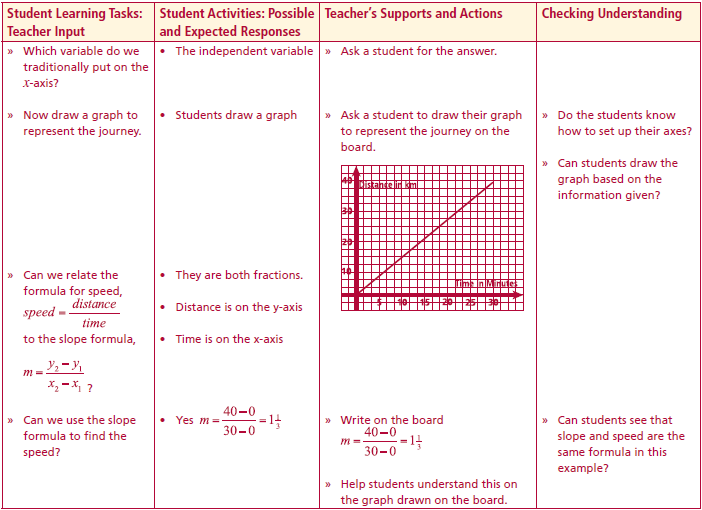 Student Learning Tasks:
Teacher Input
Student Activities: Possible
and Expected Responses
Teacher's Supports and Actions
Checking Understanding
» Which variable do we
traditionally put on the
x-axis?
• The independent variable
» Ask a student for the answer.
» Now draw a graph to
represent the journey.
• Students draw a graph
» Ask a student to draw their graph
to represent the journey on the
board.
40
Distance in km
30
20
10
Time in Minutes
5 10 15 20 25 30
» Do the students know
how to set up their axes?
» Can students draw the
graph based on the
information given?
» Can we relate the
formula for speed,
speed = distance/time
to the slope formula,
m = y₂ – y₁ / x₂ – x₁ ?
• They are both fractions.
• Distance is on the y-axis
• Time is on the x-axis
» Can we use the slope
formula to find the
speed?
• Yes m = 40–0 / 30–0 = 1⅓
» Write on the board
m = 40–0 / 30–0 = 1⅓
» Help students understand this on
the graph drawn on the board.
» Can students see that
slope and speed are the
same formula in this
example?